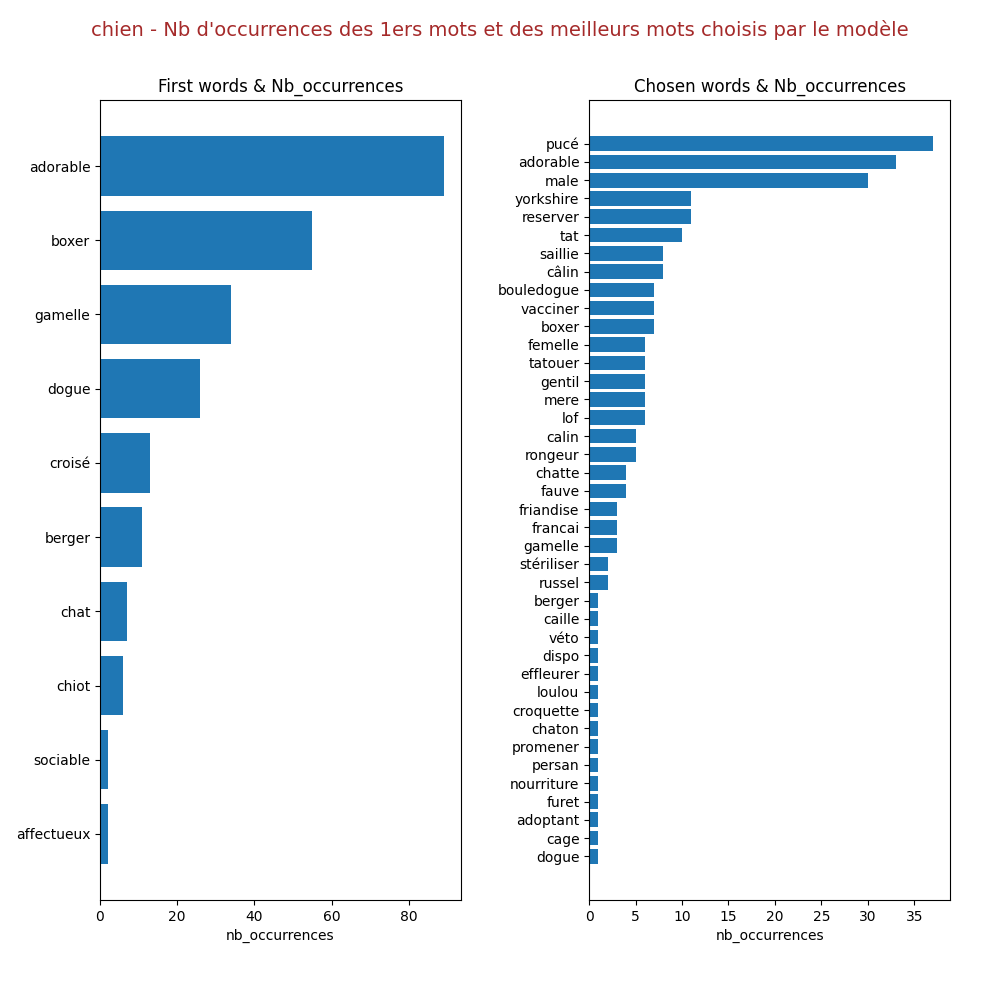 chien - Nb d'occurrences des 1ers mots et des meilleurs mots choisis par le modèle
First words & Nb_occurrences
adorable
boxer
gamelle
dogue
croisé
berger
chat
chiot
sociable
affectueux
0 20 40 60 80
nb_occurrences
Chosen words & Nb_occurrences
pucé
adorable
male
yorkshire
reserver
tat
saillie
câlin
bouledogue
vacciner
boxer
femelle
tatouer
gentil
mere
lof
calin
rongeur
chatte
fauve
friandise
francai
gamelle
stériliser
russel
berger
caille
véto
dispo
effleurer
loulou
croquette
chaton
promener
persan
nourriture
furet
adoptant
cage
dogue
0 5 10 15 20 25 30 35
nb_occurrences